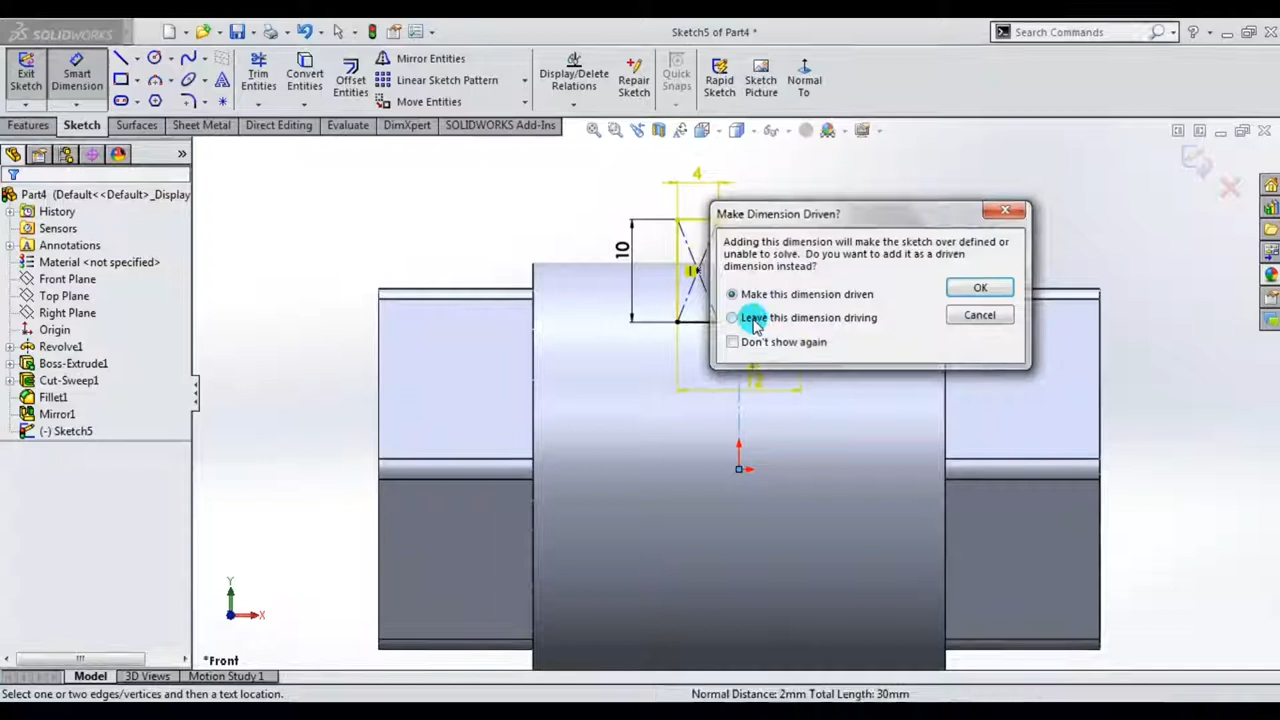 SOLIDWORKS
Sketch5 of Part4 *
Search Commands
Exit Sketch
Smart Dimension
Trim Entities
Convert Entities
Offset Entities
Mirror Entities
Linear Sketch Pattern
Move Entities
Display/Delete Relations
Repair Sketch
Quick Snaps
Rapid Sketch
Sketch Picture
Normal To
Features
Sketch
Surfaces
Sheet Metal
Direct Editing
Evaluate
DimXpert
SOLIDWORKS Add-Ins
Part4 (Default<<Default>_Display
History
Sensors
Annotations
Material <not specified>
Front Plane
Top Plane
Right Plane
Origin
Revolve1
Boss-Extrude1
Cut-Sweep1
Fillet1
Mirror1
(-) Sketch5
4
10
Make Dimension Driven?
Adding this dimension will make the sketch over defined or
unable to solve. Do you want to add it as a driven
dimension instead?
Make this dimension driven
Leave this dimension driving
Don't show again
OK
Cancel
Y
X
*Front
Model
3D Views
Motion Study 1
Select one or two edges/vertices and then a text location.
Normal Distance: 2mm Total Length: 30mm